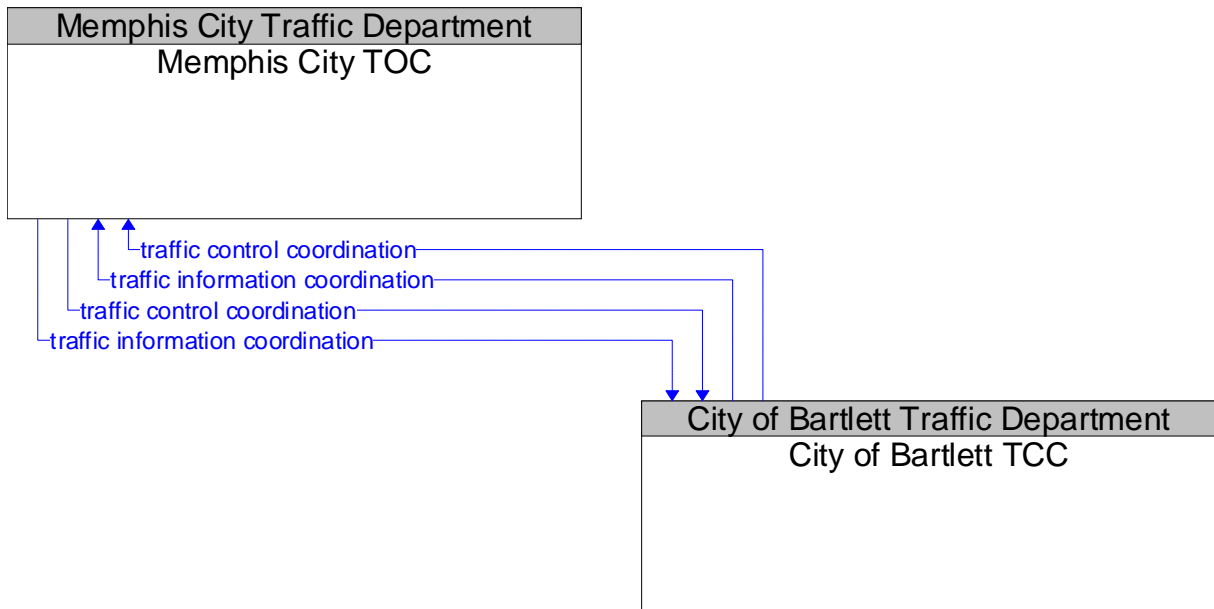 Memphis City Traffic Department
Memphis City TOC
traffic control coordination
traffic information coordination
traffic control coordination
traffic information coordination
City of Bartlett Traffic Department
City of Bartlett TCC